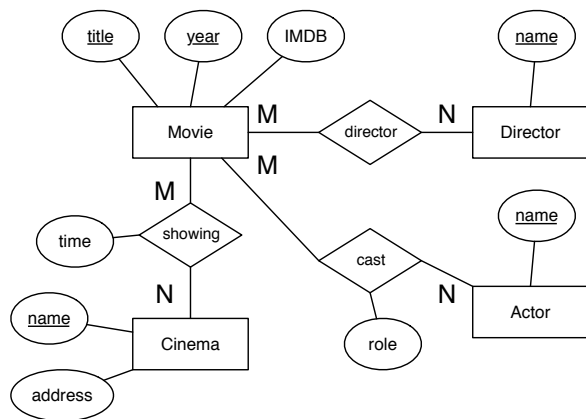 title
year
IMDB
name
M
N
Movie
director
Director
M
M
name
showing
time
cast
N
N
name
Actor
Cinema
role
address